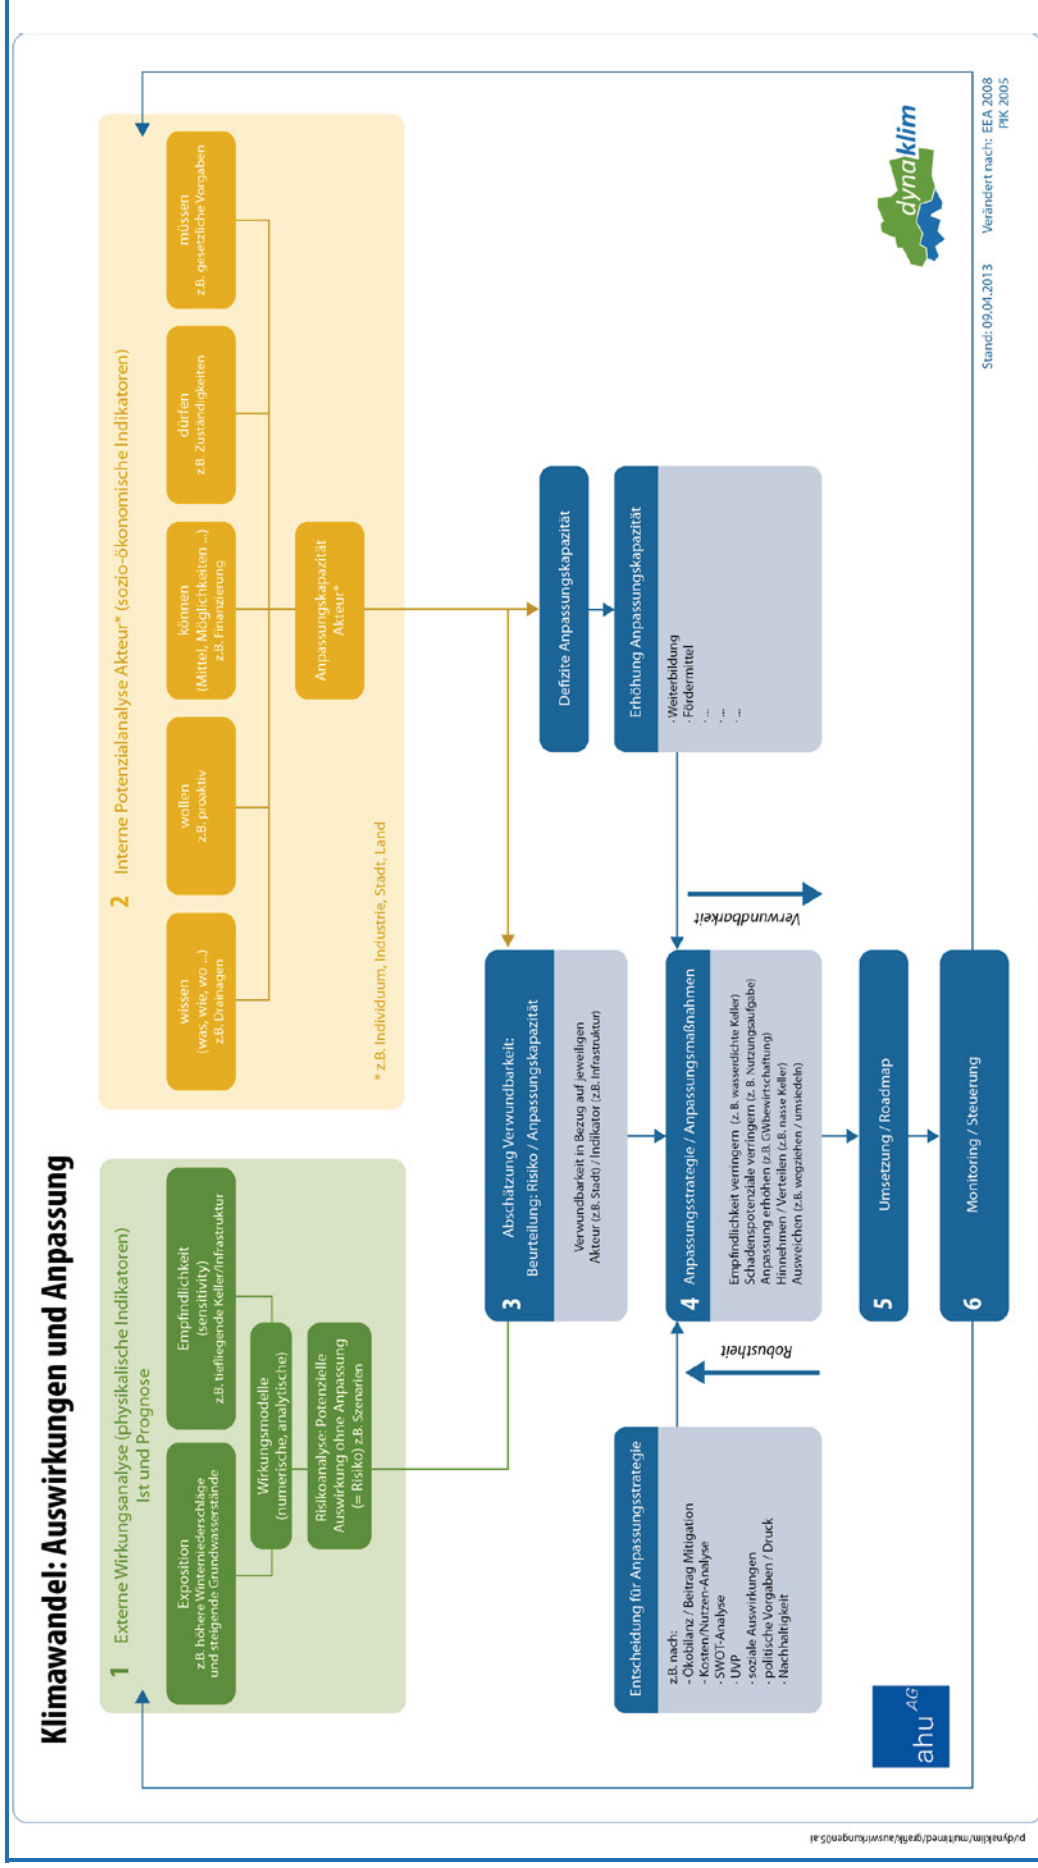 Klimawandel: Auswirkungen und Anpassung
1 Externe Wirkungsanalyse (physikalische Indikatoren)
Ist und Prognose
Exposition
z.B. höhere Winterniederschläge
und steigende Grundwasserstände
Empfindlichkeit
(sensitivity)
z.B. tiefliegende Keller/Infrastruktur
Wirkungsmodelle
(numerische, analytische)
Risikoanalyse: Potenzielle
Auswirkung ohne Anpassung
(= Risiko) z.B. Szenarien
2 Interne Potenzialanalyse Akteur* (sozio-ökonomische Indikatoren)
wissen
(was, wie, wo ...)
z.B. Drainagen
wollen
z.B. proaktiv
können
(Mittel, Möglichkeiten ...)
z.B. Finanzierung
dürfen
z.B. Zuständigkeiten
müssen
z.B. gesetzliche Vorgaben
Anpassungskapazität
Akteur*
* z.B. Individuum, Industrie, Stadt, Land
3 Abschätzung Verwundbarkeit:
Beurteilung: Risiko / Anpassungskapazität
Verwundbarkeit in Bezug auf jeweiligen
Akteur (z.B. Stadt) / Indikator (z.B. Infrastruktur)
Defizite Anpassungskapazität
Erhöhung Anpassungskapazität
· Weiterbildung
· Fördermittel
· ...
· ...
· ...
Entscheidung für Anpassungsstrategie
z.B. nach:
- Ökobilanz / Beitrag Mitigation
- Kosten/Nutzen-Analyse
· SWOT-Analyse
· UVP
· soziale Auswirkungen
· politische Vorgaben / Druck
· Nachhaltigkeit
Robustheit
4 Anpassungsstrategie / Anpassungsmaßnahmen
Empfindlichkeit verringern (z. B. wasserdichte Keller)
Schadenspotenziale verringern (z. B. Nutzungsaufgabe)
Anpassung erhöhen (z.B. GWbewirtschaftung)
Hinnehmen / Verteilen (z.B. nasse Keller)
Ausweichen (z.B. wegziehen / umsiedeln)
Verwundbarkeit
5 Umsetzung / Roadmap
6 Monitoring / Steuerung
ahu AG
dynaklim
Stand: 09.04.2013 Verändert nach: EEA 2008
PIK 2005
p:/dynaklim/multimed/grafik/auswirkungen05.ai